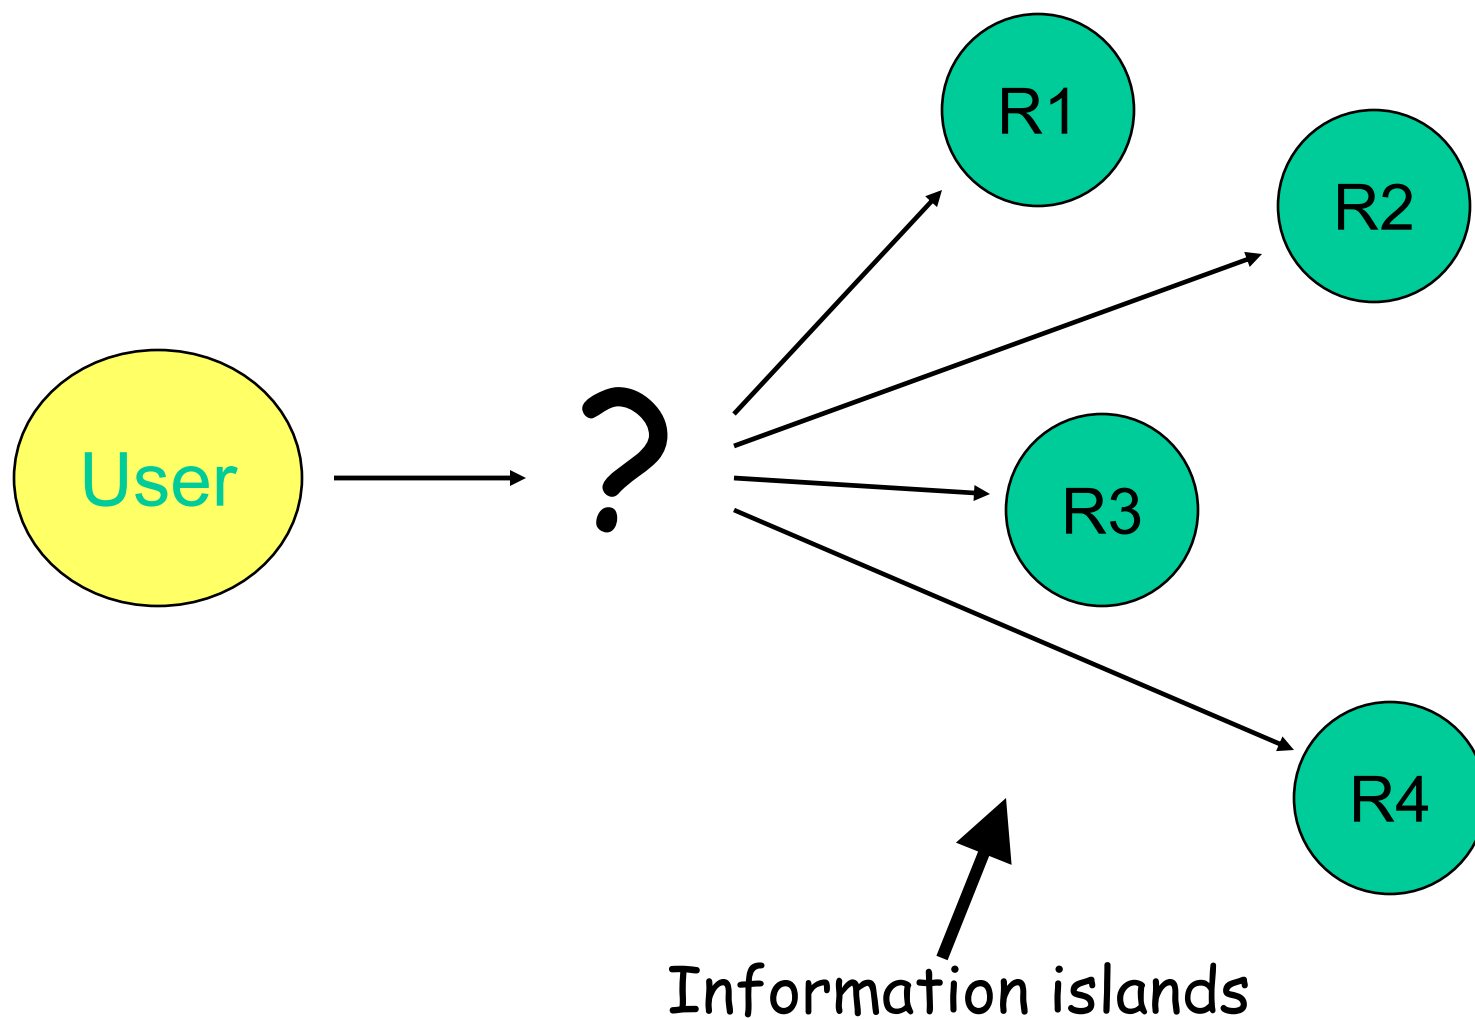 R1
R2
User
?
R3
R4
Information islands